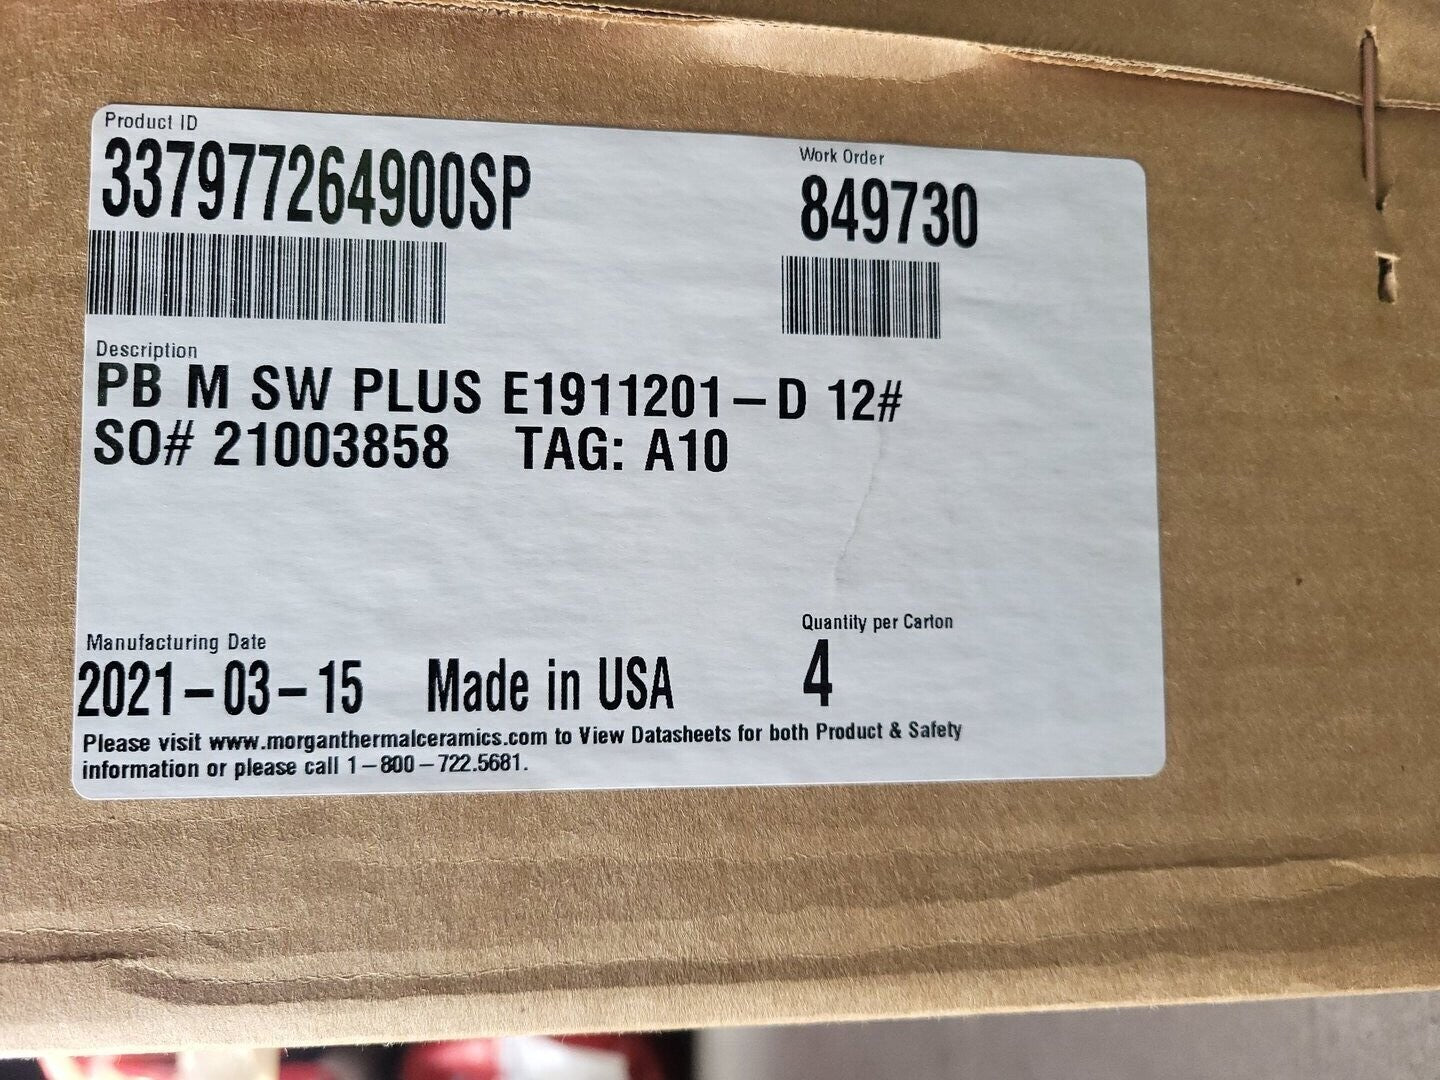 Product ID
337977264900SP
Work Order
849730
Description
PB M SW PLUS E1911201-D 12#
SO# 21003858 TAG: A10
Manufacturing Date
2021-03-15 Made in USA
Quantity per Carton
4
Please visit www.morganthermalceramics.com to View Datasheets for both Product & Safety
information or please call 1-800-722.5681.